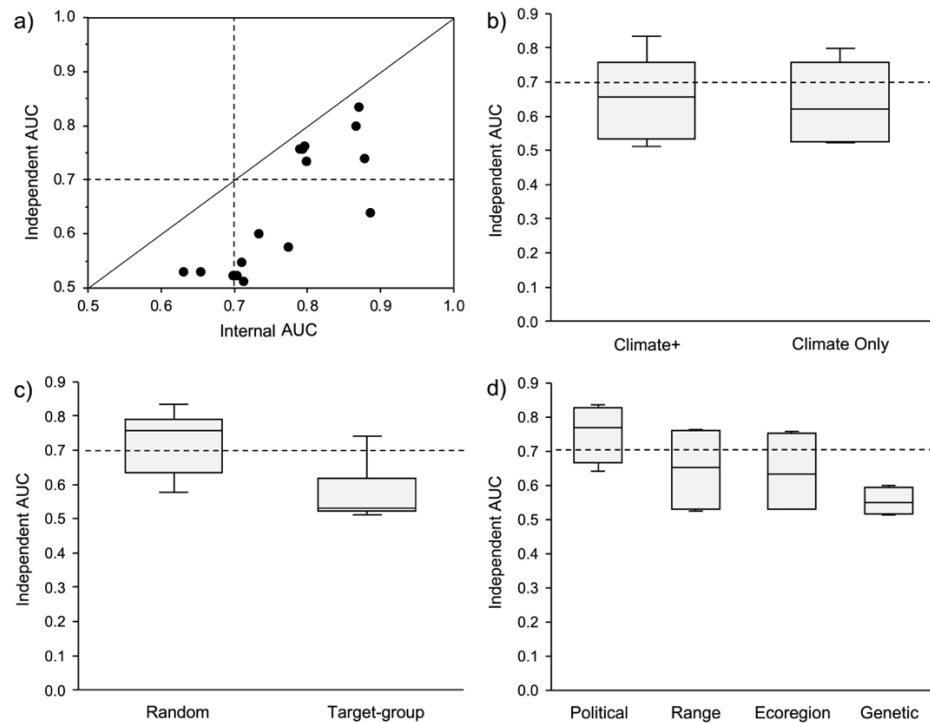 a)
1.0
0.9
0.8
0.7
0.6
0.5
Independent AUC
0.5 0.6 0.7 0.8 0.9 1.0
Internal AUC
b)
0.9
0.8
0.7
0.6
0.5
0.4
0.3
0.2
0.1
0.0
Independent AUC
Climate+ Climate Only
c)
0.9
0.8
0.7
0.6
0.5
0.4
0.3
0.2
0.1
0.0
Independent AUC
Random Target-group
d)
0.9
0.8
0.7
0.6
0.5
0.4
0.3
0.2
0.1
0.0
Independent AUC
Political Range Ecoregion Genetic